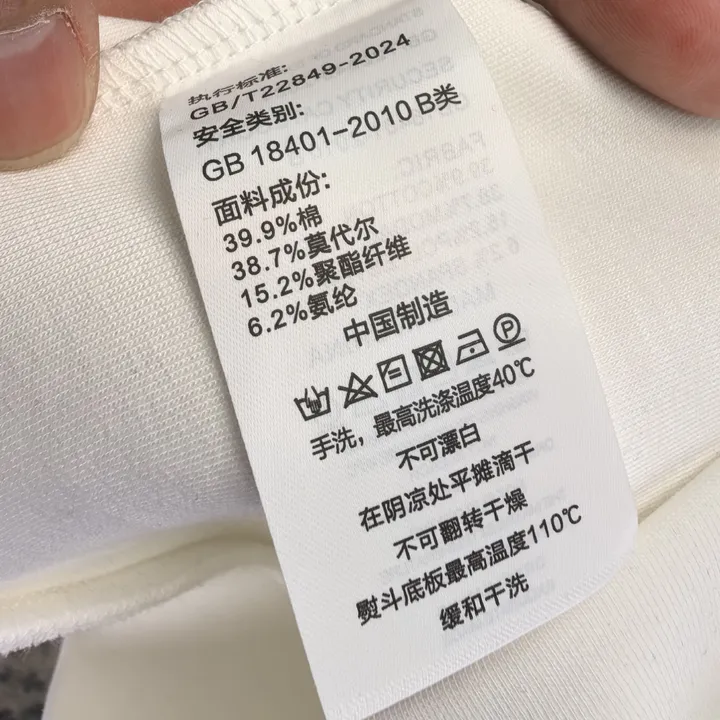 执行标准:
GB/T22849-2024
安全类别:
GB 18401-2010 B类
面料成份:
39.9%棉
38.7%莫代尔
15.2%聚酯纤维
6.2%氨纶
中国制造
P
手洗，最高洗涤温度40℃
不可漂白
在阴凉处平摊滴干
不可翻转干燥
熨斗底板最高温度110℃
缓和干洗